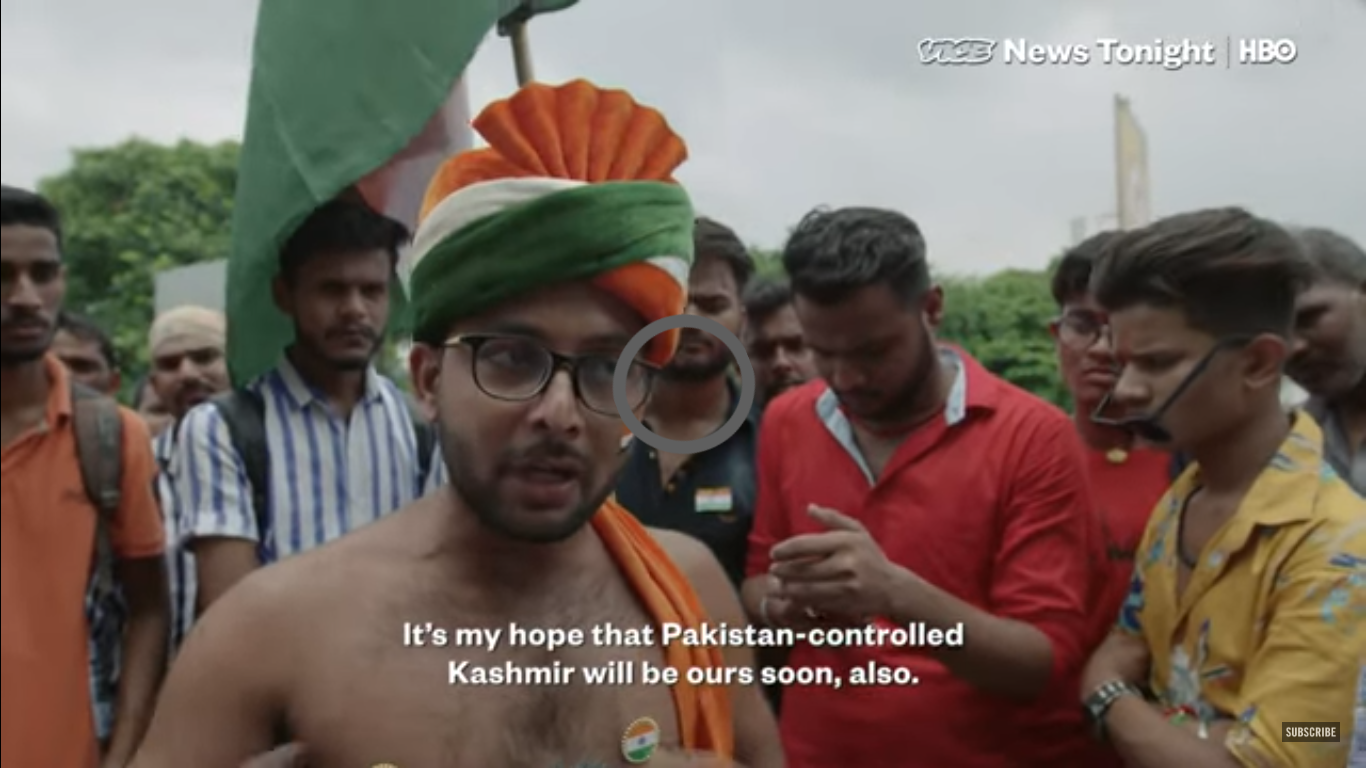 VICE News Tonight | HBO
It's my hope that Pakistan-controlled
Kashmir will be ours soon, also.
SUBSCRIBE